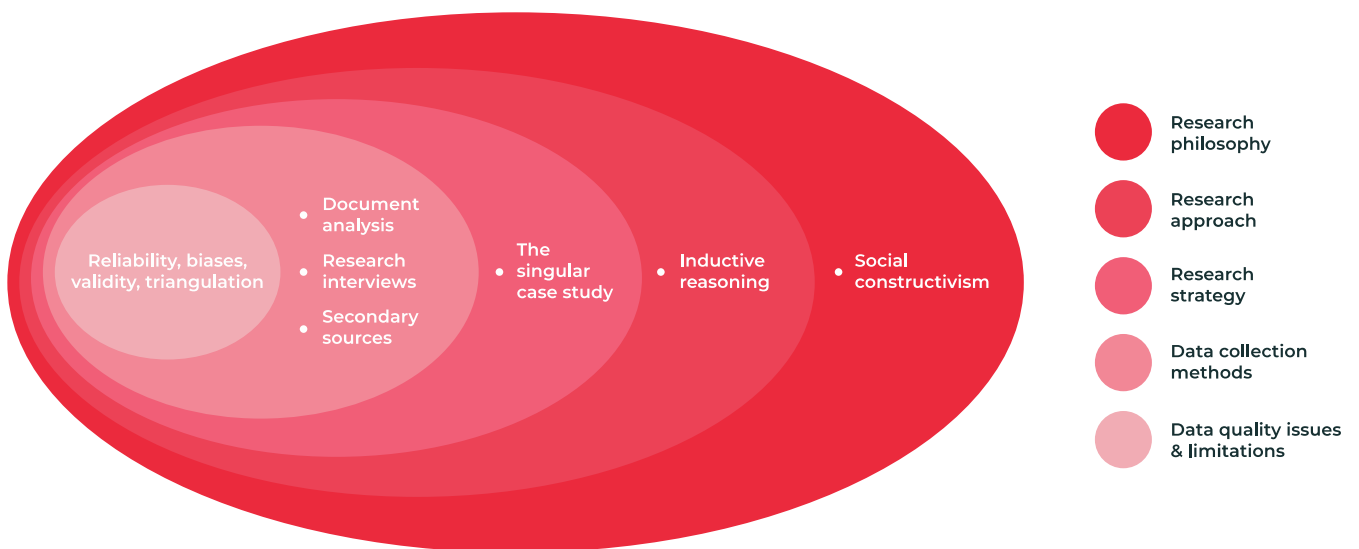 Reliability, biases,
validity, triangulation
• Document
analysis
• Research
interviews
• Secondary
sources
• The
singular
case study
• Inductive
reasoning
• Social
constructivism
Research
philosophy
Research
approach
Research
strategy
Data collection
methods
Data quality issues
& limitations